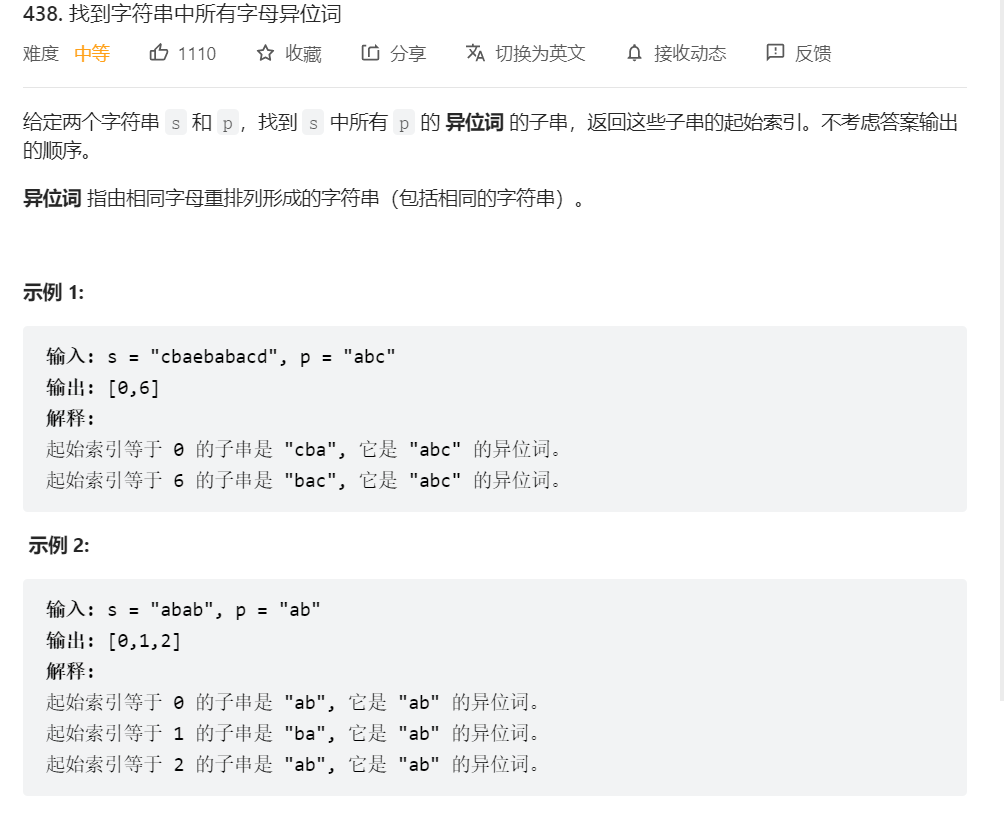 438. 找到字符串中所有字母异位词
难度 中等 1110 收藏 分享 切换为英文 接收动态 反馈
给定两个字符串 s 和 p，找到 s 中所有 p 的 异位词 的子串，返回这些子串的起始索引。不考虑答案输出
的顺序。
异位词 指由相同字母重排列形成的字符串（包括相同的字符串）。
示例 1:
输入: s = "cbaebabacd", p = "abc"
输出: [0,6]
解释:
起始索引等于 0 的子串是 "cba", 它是 "abc" 的异位词。
起始索引等于 6 的子串是 "bac", 它是 "abc" 的异位词。
示例 2:
输入: s = "abab", p = "ab"
输出: [0,1,2]
解释:
起始索引等于 0 的子串是 "ab", 它是 "ab" 的异位词。
起始索引等于 1 的子串是 "ba", 它是 "ab" 的异位词。
起始索引等于 2 的子串是 "ab", 它是 "ab" 的异位词。